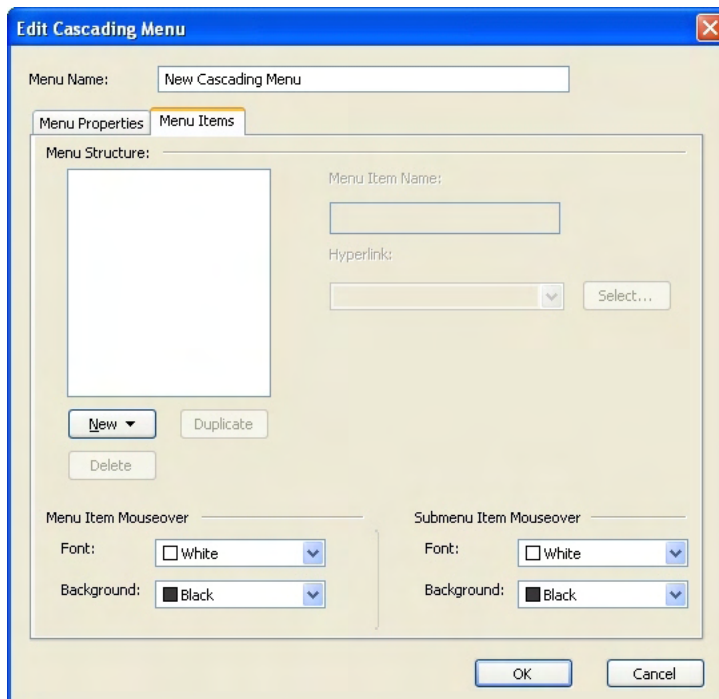 Edit Cascading Menu
Menu Name: New Cascading Menu
Menu Properties Menu Items
Menu Structure:
Menu Item Name:
Hyperlink:
Select...
New Duplicate
Delete
Menu Item Mouseover Submenu Item Mouseover
Font: White Font: White
Background: Black Background: Black
OK Cancel